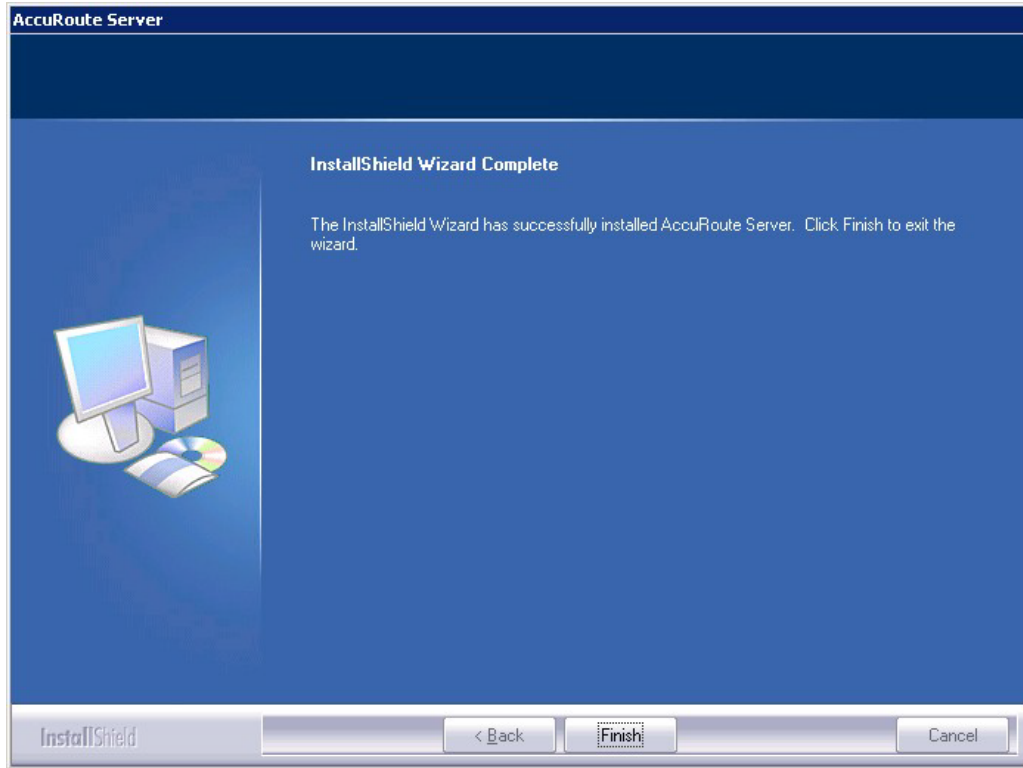 AccuRoute Server
InstallShield Wizard Complete
The InstallShield Wizard has successfully installed AccuRoute Server. Click Finish to exit the
wizard.
InstallShield
< Back
Finish
Cancel